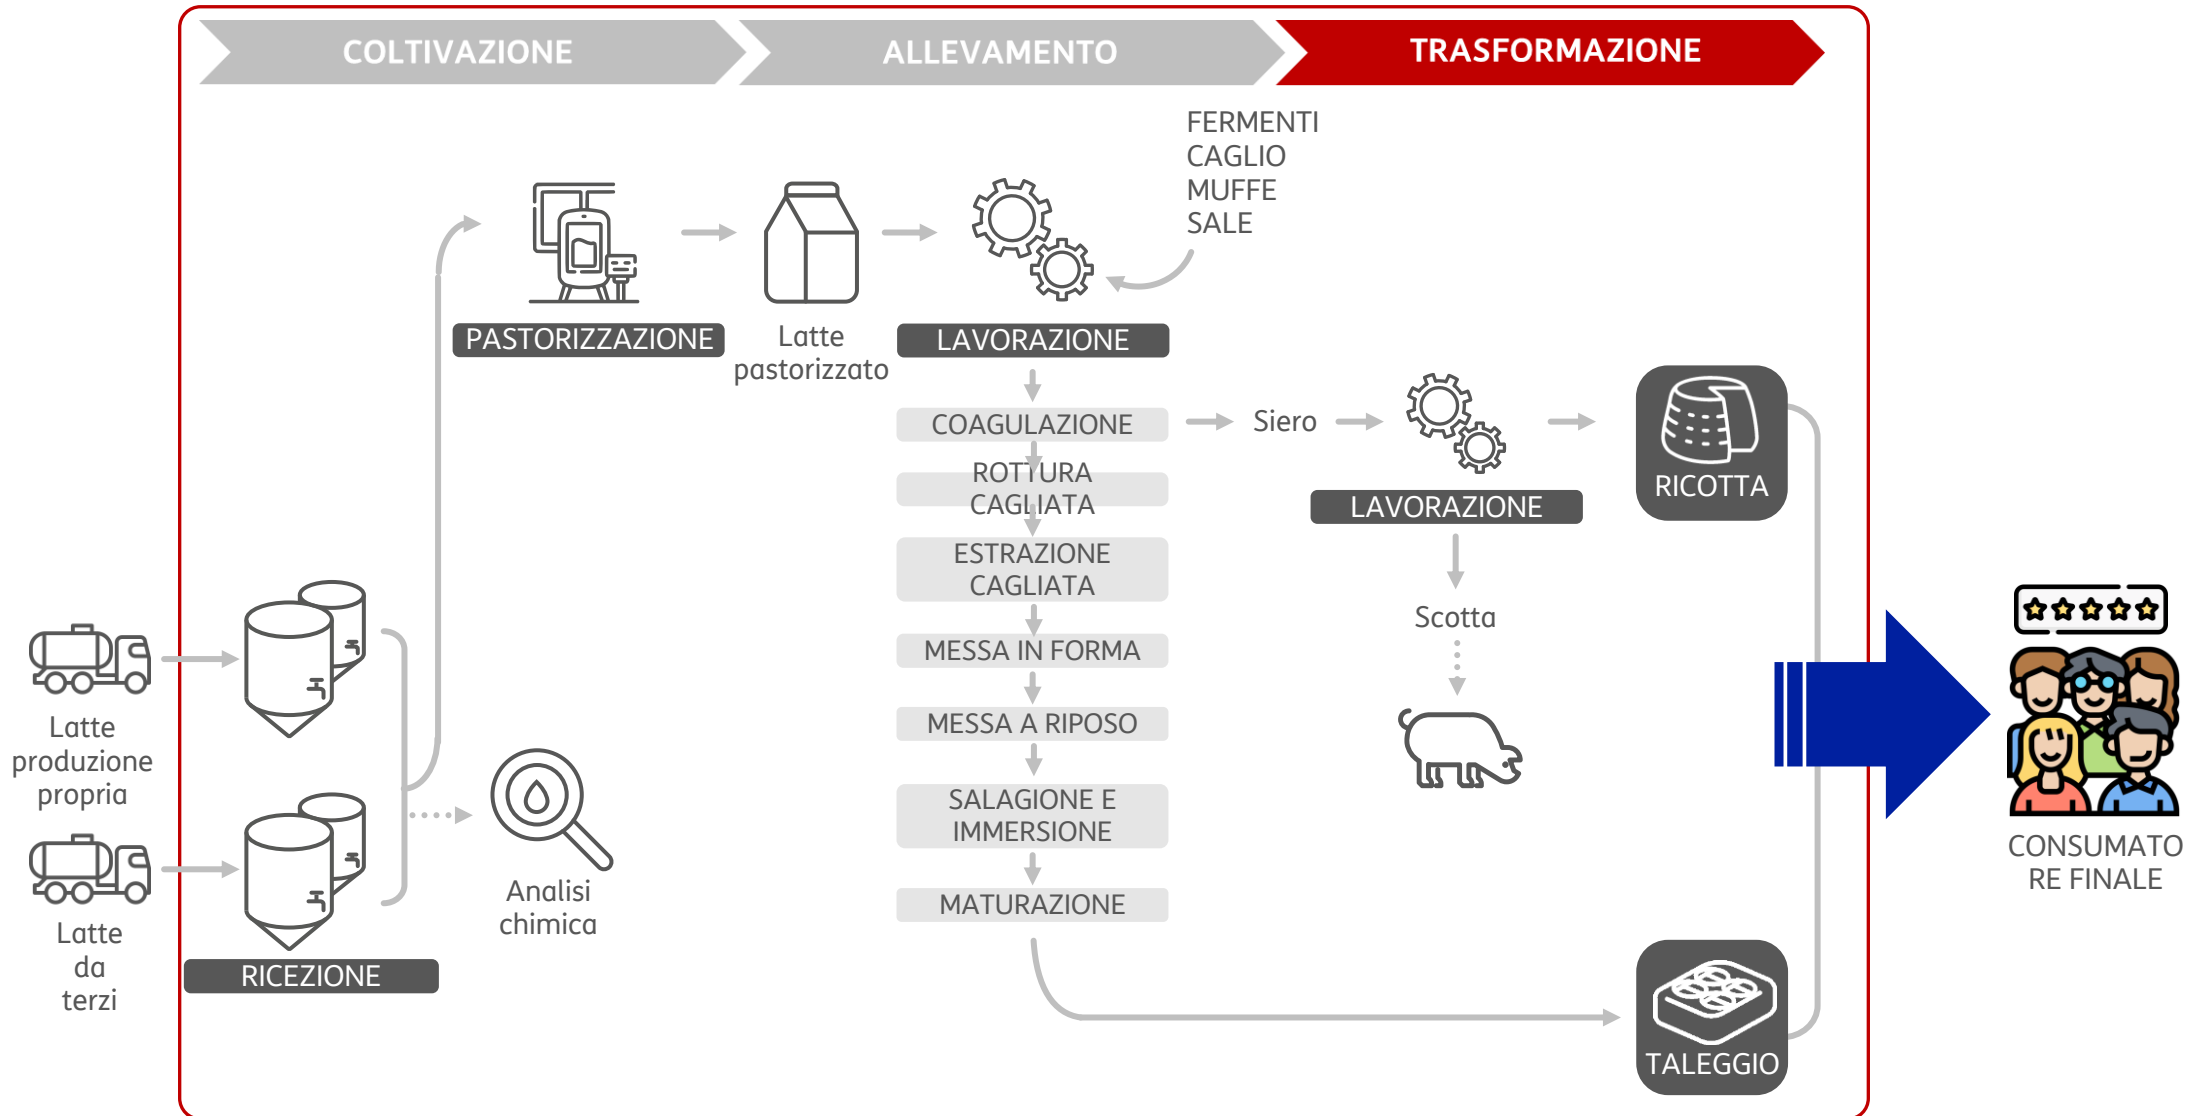 COLTIVAZIONE
ALLEVAMENTO
TRASFORMAZIONE
FERMENTI
CAGLIO
MUFFE
SALE
PASTORIZZAZIONE
Latte
pastorizzato
LAVORAZIONE
COAGULAZIONE
Siero
ROTTURA
CAGLIATA
RICOTTA
LAVORAZIONE
ESTRAZIONE
CAGLIATA
Scotta
MESSA IN FORMA
MESSA A RIPOSO
Latte
produzione
propria
SALAGIONE E
IMMERSIONE
CONSUMATO
RE FINALE
Analisi
chimica
MATURAZIONE
Latte
da
terzi
RICEZIONE
TALEGGIO